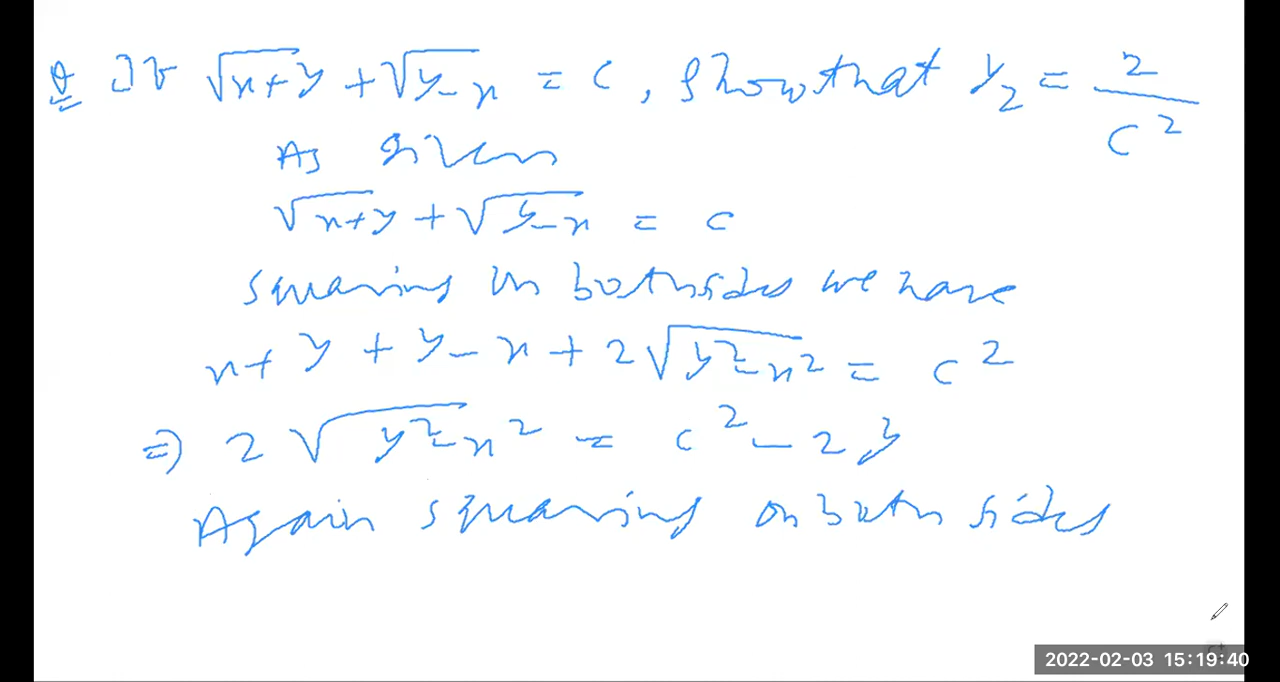 Q If √x+y + √y-x = c, Show that y₂ = 2/c²
As given
√x+y + √y-x = c
squaring on both sides we have
x+y + y-x + 2√y²-x² = c²
⇒ 2√y²-x² = c²-2y
Again squaring on both sides
2022-02-03 15:19:40